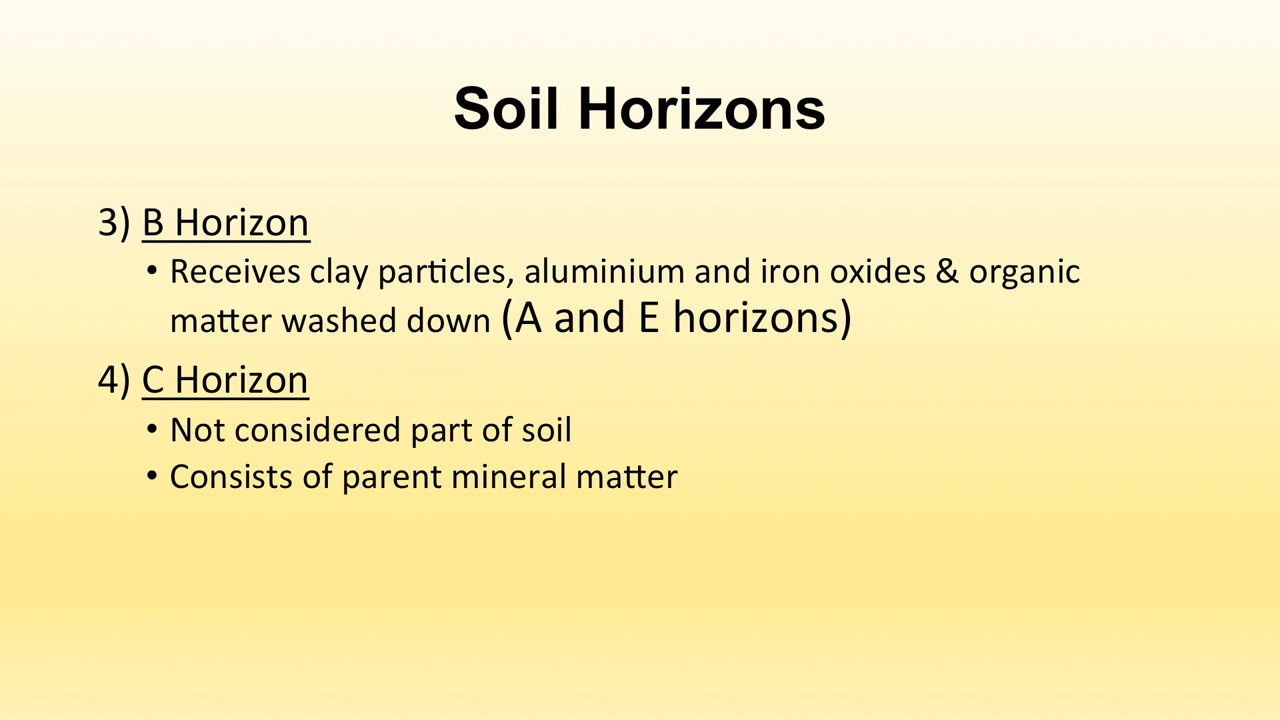 Soil Horizons
3) B Horizon
• Receives clay particles, aluminium and iron oxides & organic
matter washed down (A and E horizons)
4) C Horizon
• Not considered part of soil
• Consists of parent mineral matter